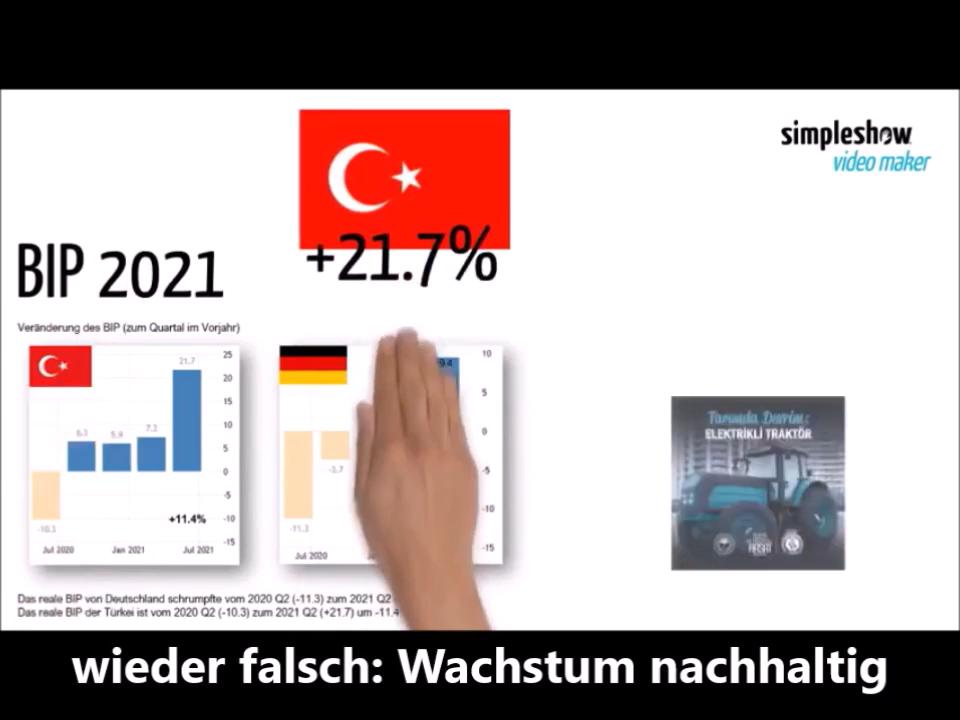 simpleshow
video maker
+21.7%
BIP 2021
Veränderung des BIP (zum Quartal im Vorjahr)
21.7
6.3
5.9
7.2
-10.3
25
20
15
10
5
0
-5
-10
-15
+11.4%
Jul 2020
Jan 2021
Jul 2021
9.4
-11.3
-3.7
10
5
0
-5
-10
-15
Jul 2020
Tarımda Devrim:
ELEKTRİKLİ TRAKTÖR
HASAT
Das reale BIP von Deutschland schrumpfte vom 2020 Q2 (-11.3) zum 2021 Q2
Das reale BIP der Türkei ist vom 2020 Q2 (-10.3) zum 2021 Q2 (+21.7) um -11.4
wieder falsch: Wachstum nachhaltig